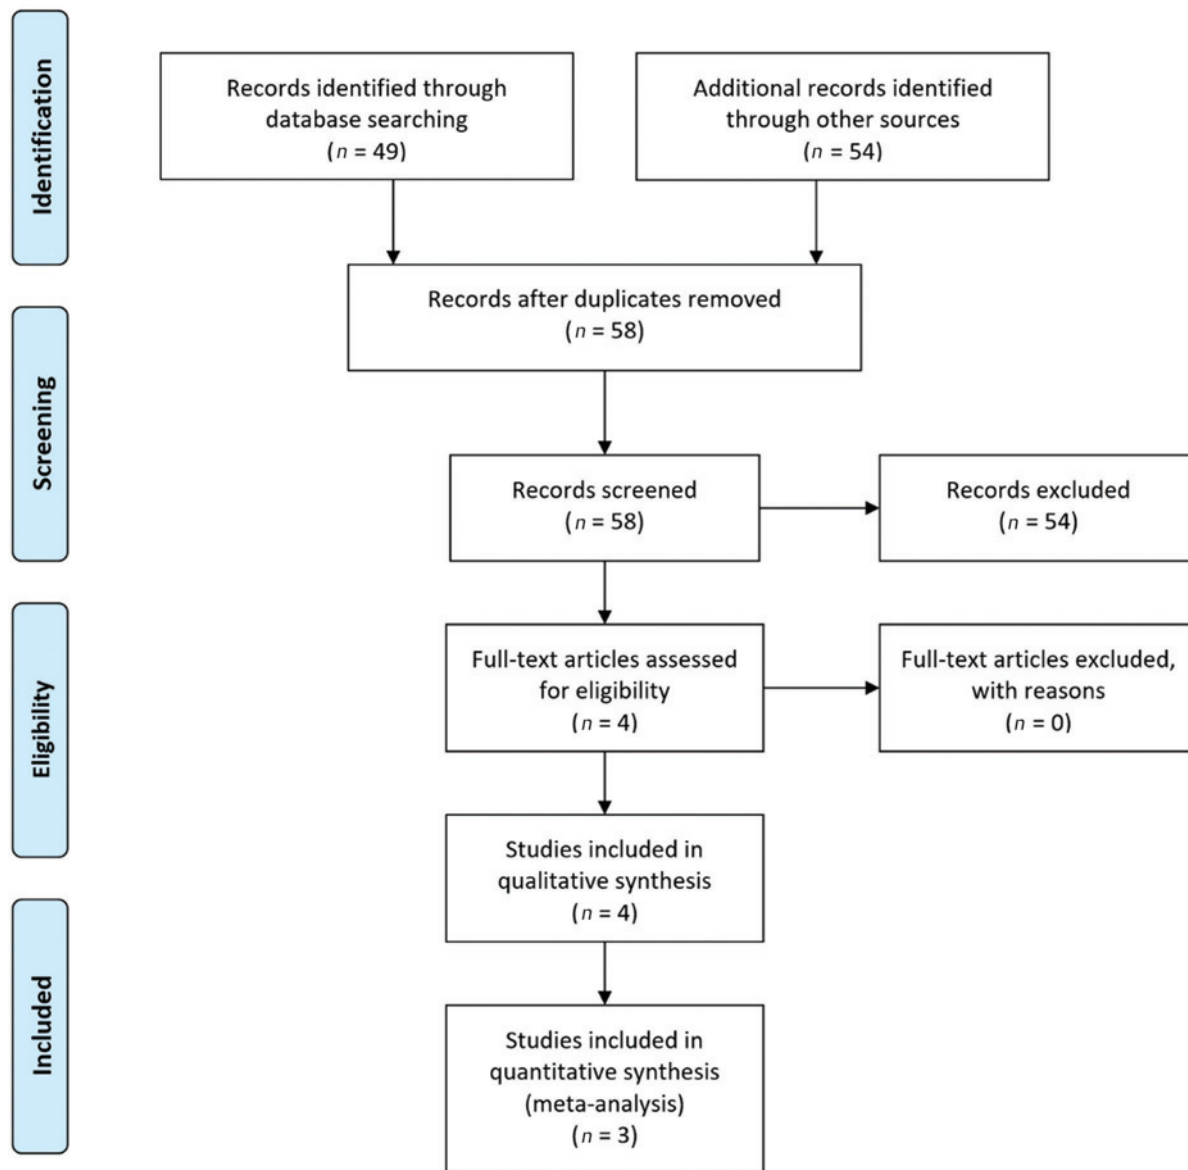 Identification
Records identified through
database searching
(n = 49)
Additional records identified
through other sources
(n = 54)
Records after duplicates removed
(n = 58)
Screening
Records screened
(n = 58)
Records excluded
(n = 54)
Eligibility
Full-text articles assessed
for eligibility
(n = 4)
Full-text articles excluded,
with reasons
(n = 0)
Studies included in
qualitative synthesis
(n = 4)
Included
Studies included in
quantitative synthesis
(meta-analysis)
(n = 3)